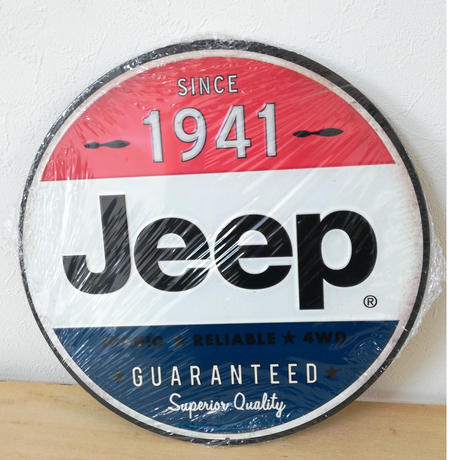 SINCE
1941
Jeep®
★ RELIABLE ★ 4WD
★ GUARANTEED ★
Superior Quality